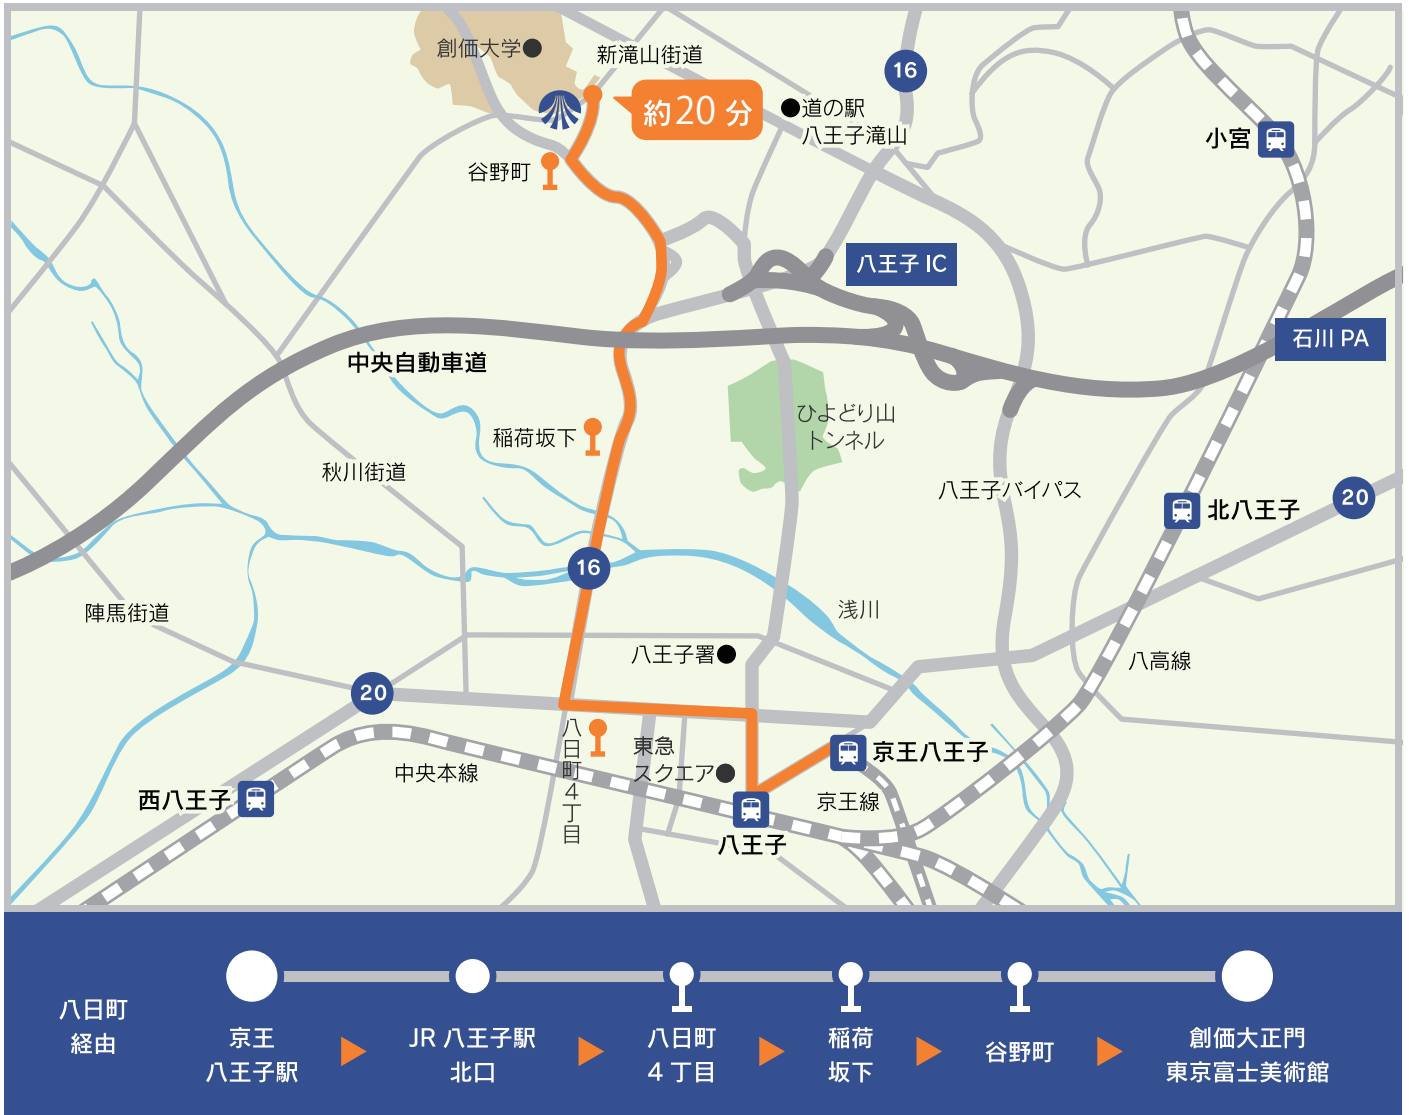 創価大学
新滝山街道
16
約20分
道の駅
八王子滝山
小宮
谷野町
八王子 IC
石川 PA
中央自動車道
ひよどり山
トンネル
稲荷坂下
秋川街道
八王子バイパス
20
北八王子
16
浅川
陣馬街道
八王子署
八高線
20
八日町4丁目
東急
スクエア
京王八王子
中央本線
西八王子
京王線
八王子
八日町
経由
京王
八王子駅
JR 八王子駅
北口
八日町
4 丁目
稲荷
坂下
谷野町
創価大正門
東京富士美術館